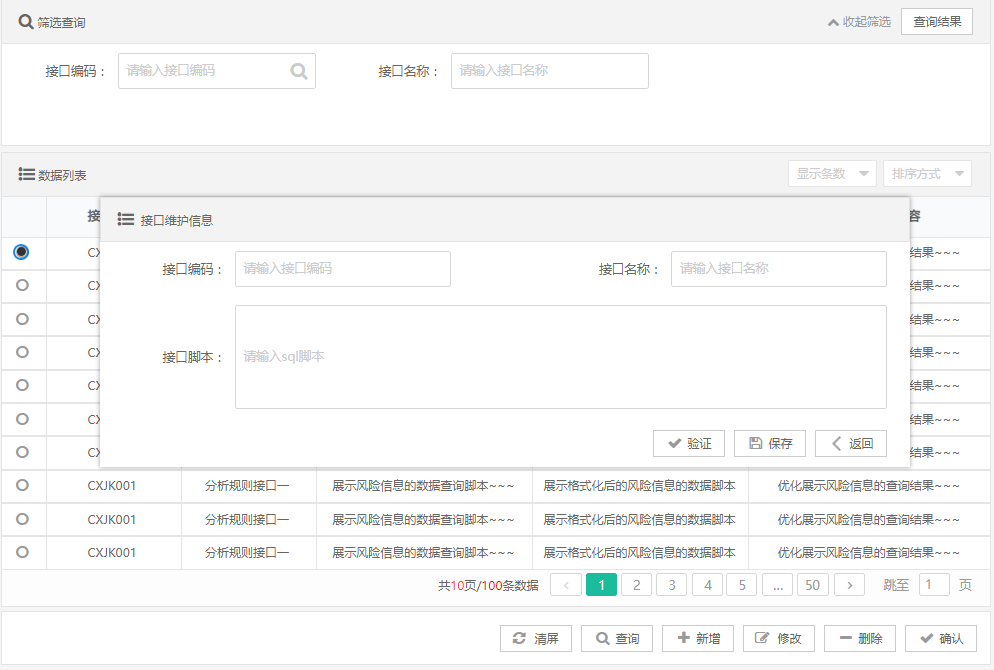 筛选查询 收起筛选 查询结果
接口编码： 请输入接口编码 接口名称： 请输入接口名称
数据列表 显示条数 排序方式
接 容
接口维护信息
CX 结果~~~
接口编码： 请输入接口编码 接口名称： 请输入接口名称
CX 结果~~~
CX 结果~~~
CX 结果~~~
接口脚本： 请输入sql脚本
CX 结果~~~
CX 结果~~~
CX 结果~~~
验证 保存 返回
CXJK001 分析规则接口一 展示风险信息的数据查询脚本~~~ 展示格式化后的风险信息的数据脚本 优化展示风险信息的查询结果~~~
CXJK001 分析规则接口一 展示风险信息的数据查询脚本~~~ 展示格式化后的风险信息的数据脚本 优化展示风险信息的查询结果~~~
CXJK001 分析规则接口一 展示风险信息的数据查询脚本~~~ 展示格式化后的风险信息的数据脚本 优化展示风险信息的查询结果~~~
共10页/100条数据 < 1 2 3 4 5 ... 50 > 跳至 1 页
清屏 查询 新增 修改 删除 确认